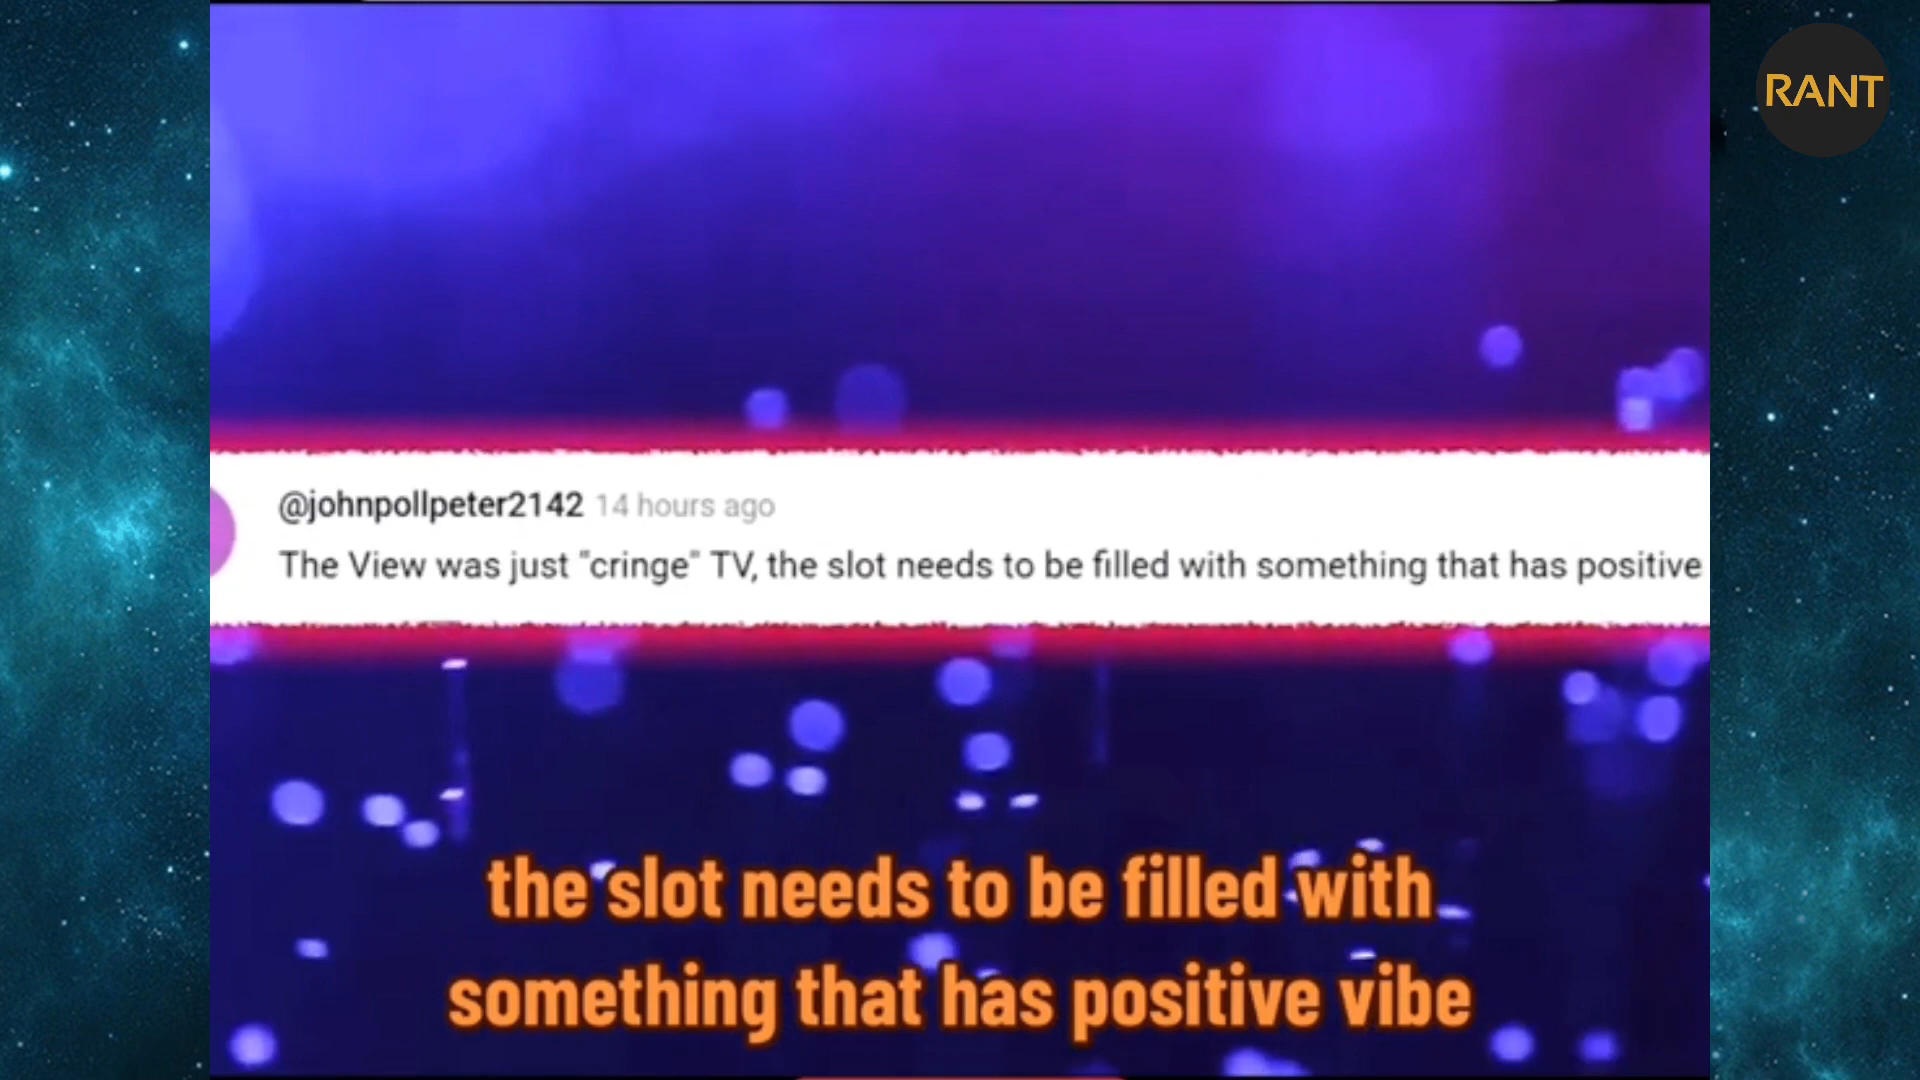 RANT
@johnpollpeter2142 14 hours ago
The View was just "cringe" TV, the slot needs to be filled with something that has positive
the slot needs to be filled with
something that has positive vibe